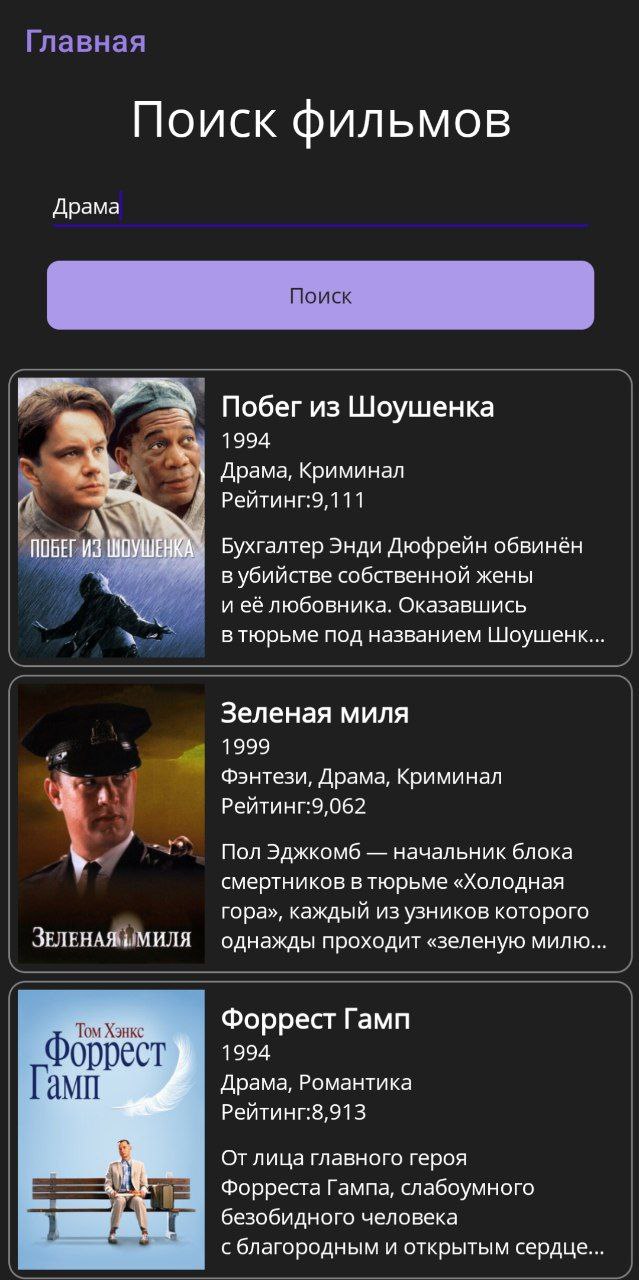 Главная
Поиск фильмов
Драма
Поиск
ПОБЕГ ИЗ ШОУШЕНКА
Побег из Шоушенка
1994
Драма, Криминал
Рейтинг:9,111
Бухгалтер Энди Дюфрейн обвинён
в убийстве собственной жены
и её любовника. Оказавшись
в тюрьме под названием Шоушенк...
ЗЕЛЕНАЯ МИЛЯ
Зеленая миля
1999
Фэнтези, Драма, Криминал
Рейтинг:9,062
Пол Эджкомб — начальник блока
смертников в тюрьме «Холодная
гора», каждый из узников которого
однажды проходит «зеленую милю...
Том Хэнкс
Форрест
Гамп
Форрест Гамп
1994
Драма, Романтика
Рейтинг:8,913
От лица главного героя
Форреста Гампа, слабоумного
безобидного человека
с благородным и открытым сердце...